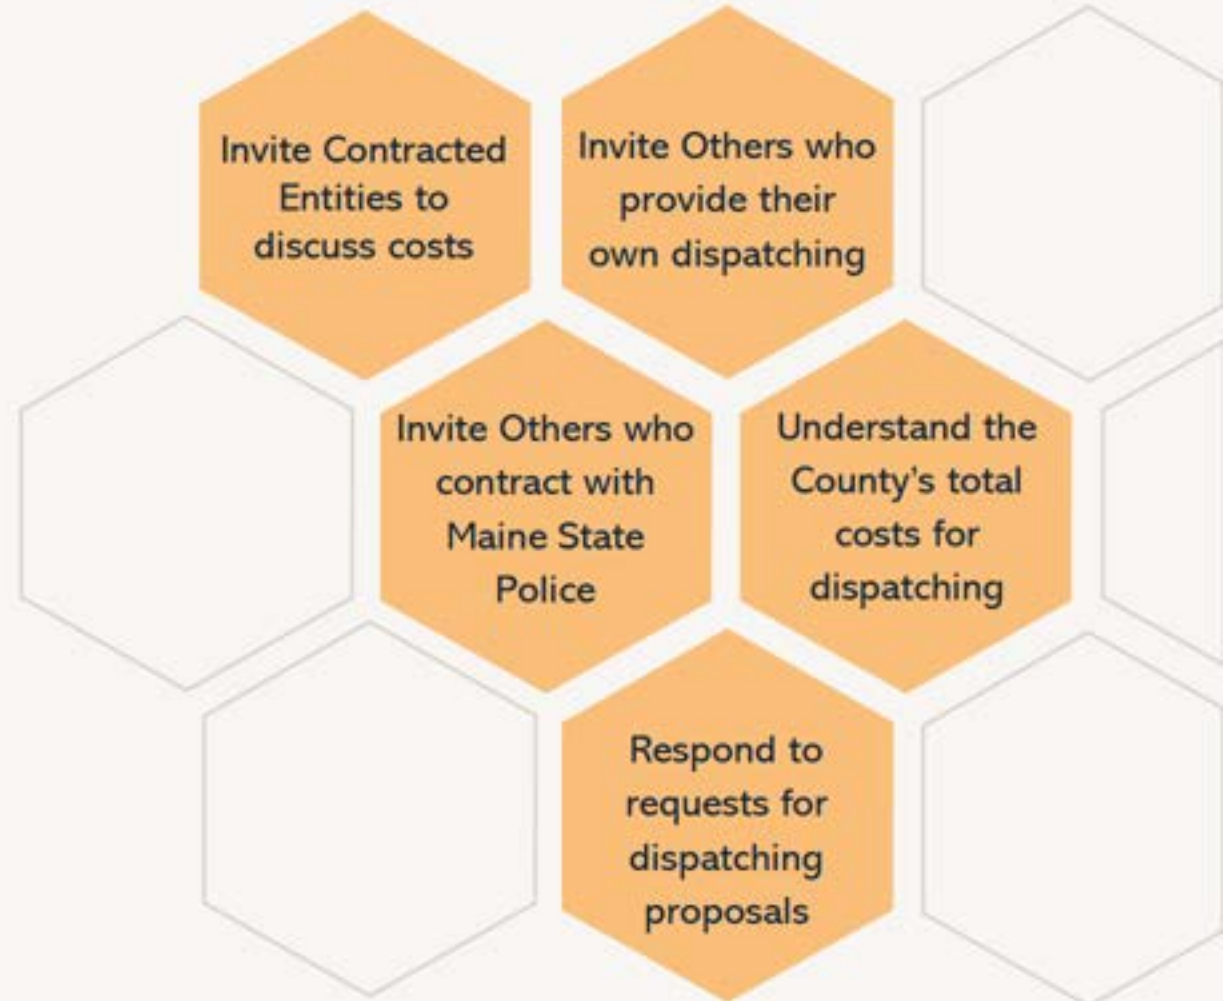 Invite Contracted
Entities to
discuss costs
Invite Others who
provide their
own dispatching
Invite Others who
contract with
Maine State
Police
Understand the
County's total
costs for
dispatching
Respond to
requests for
dispatching
proposals